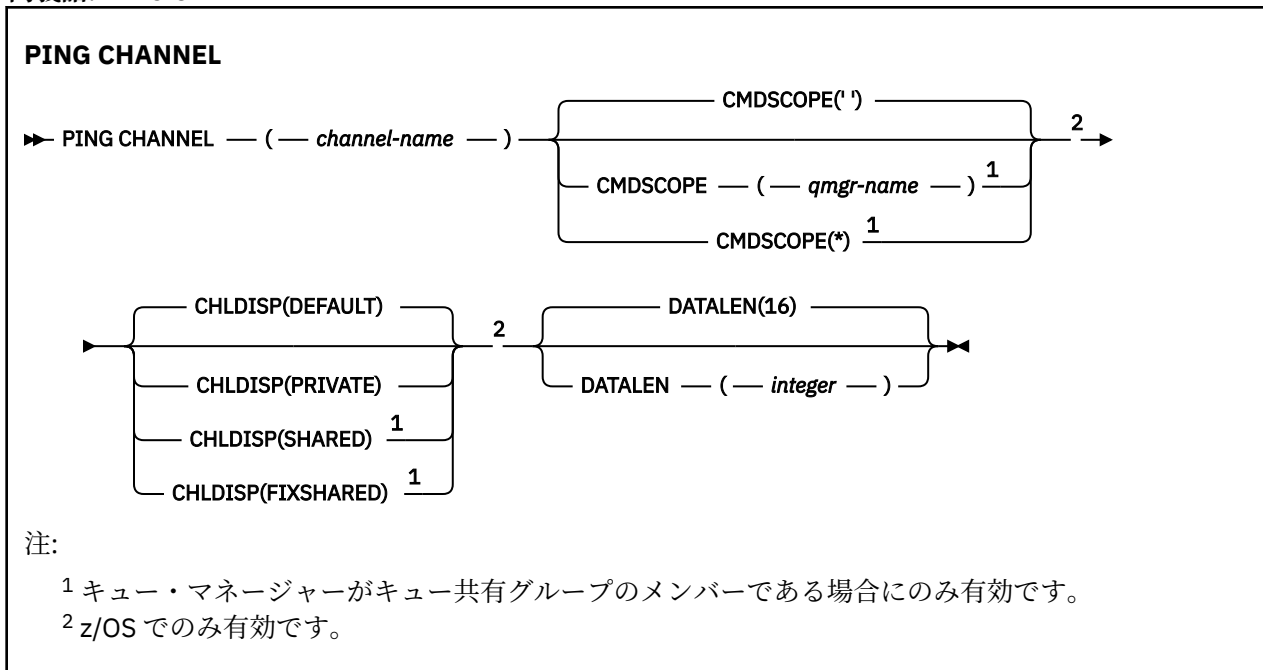 PING CHANNEL
CMDSCOPE(' ')
PING CHANNEL ( channel-name ) 2
CMDSCOPE ( qmgr-name ) 1
CMDSCOPE(*) 1
CHLDISP(DEFAULT) 2 DATALEN(16)
CHLDISP(PRIVATE) DATALEN ( integer )
CHLDISP(SHARED) 1
CHLDISP(FIXSHARED) 1
注:
1 キュー・マネージャーがキュー共有グループのメンバーである場合にのみ有効です。
2 z/OS でのみ有効です。